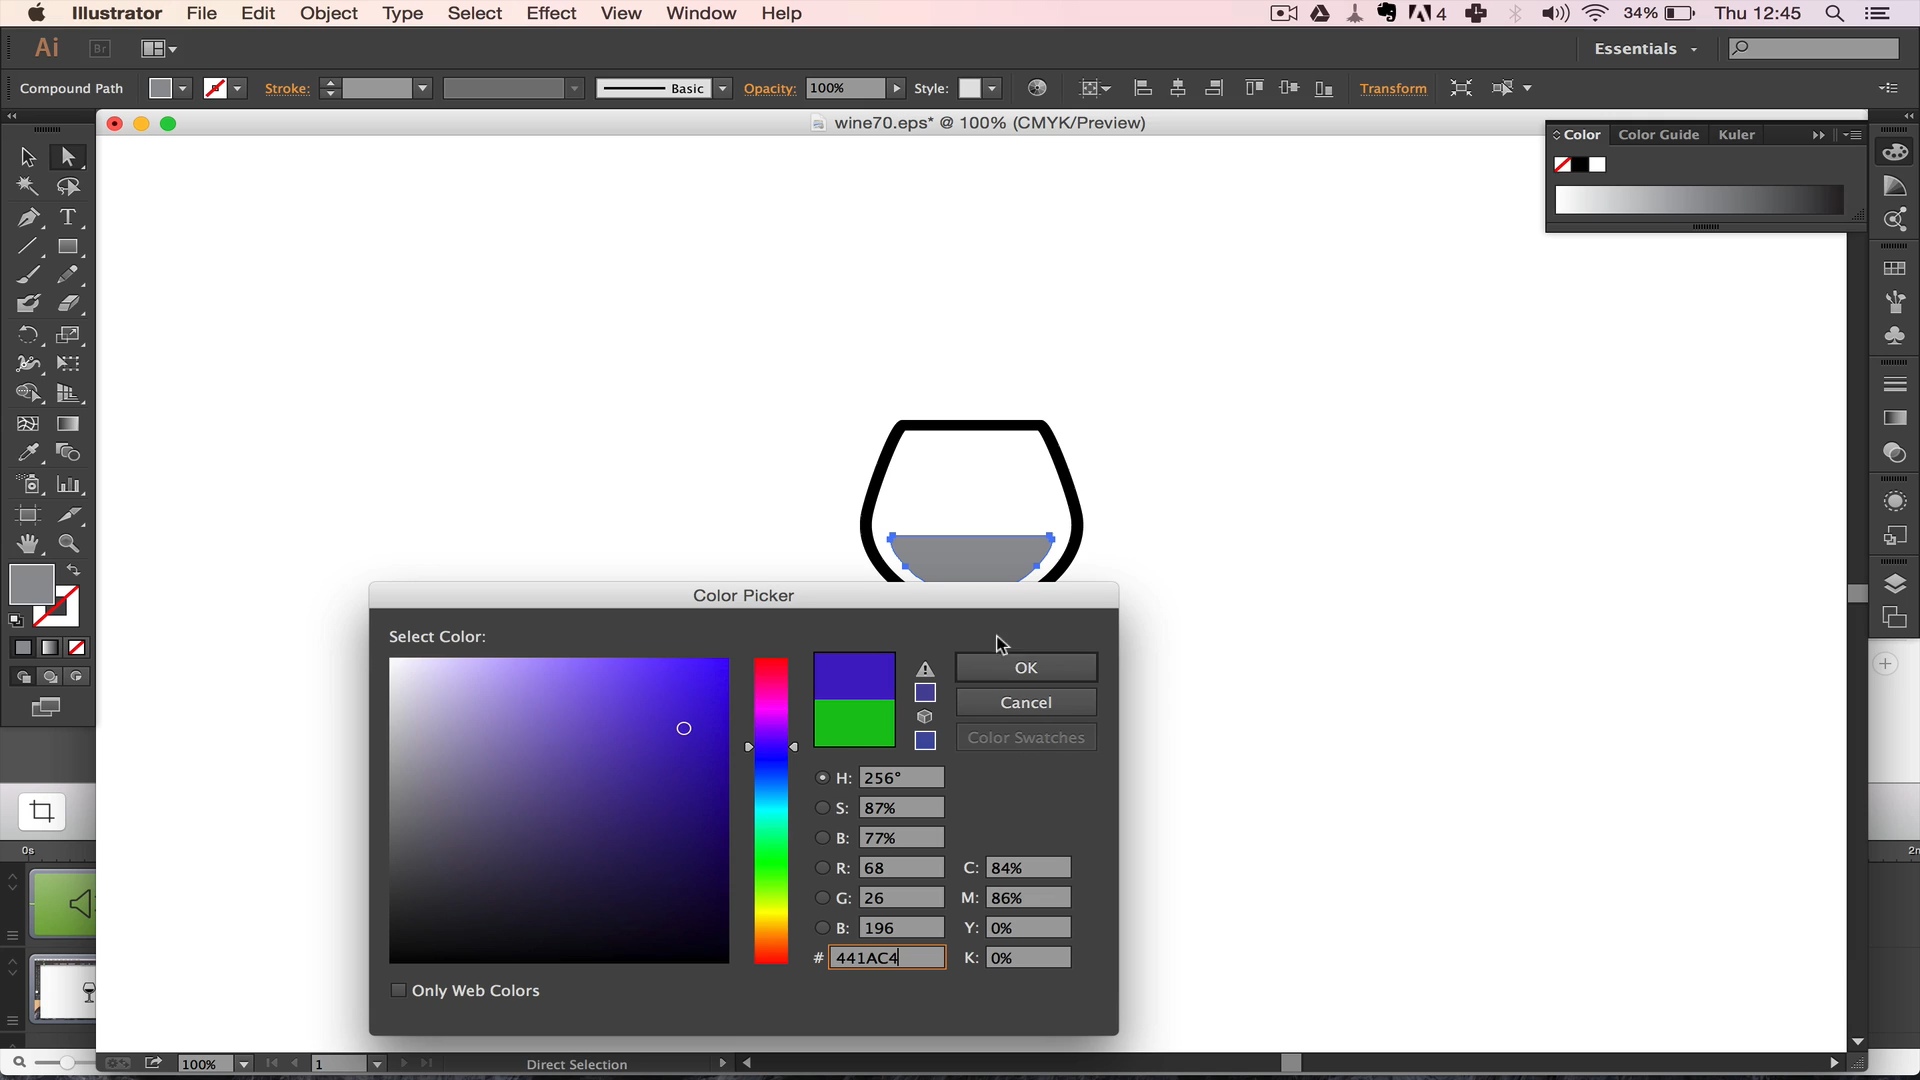 Illustrator File Edit Object Type Select Effect View Window Help 4 34% Thu 12:45
Ai Br Essentials
Compound Path Stroke: Basic Opacity: 100% Style: Transform
wine70.eps* @ 100% (CMYK/Preview)
Color Color Guide Kuler
T
Color Picker
Select Color:
OK
Cancel
Color Swatches
H: 256°
S: 87%
B: 77%
R: 68 C: 84%
G: 26 M: 86%
B: 196 Y: 0%
# 441AC4 K: 0%
Only Web Colors
0s
100% 1 Direct Selection